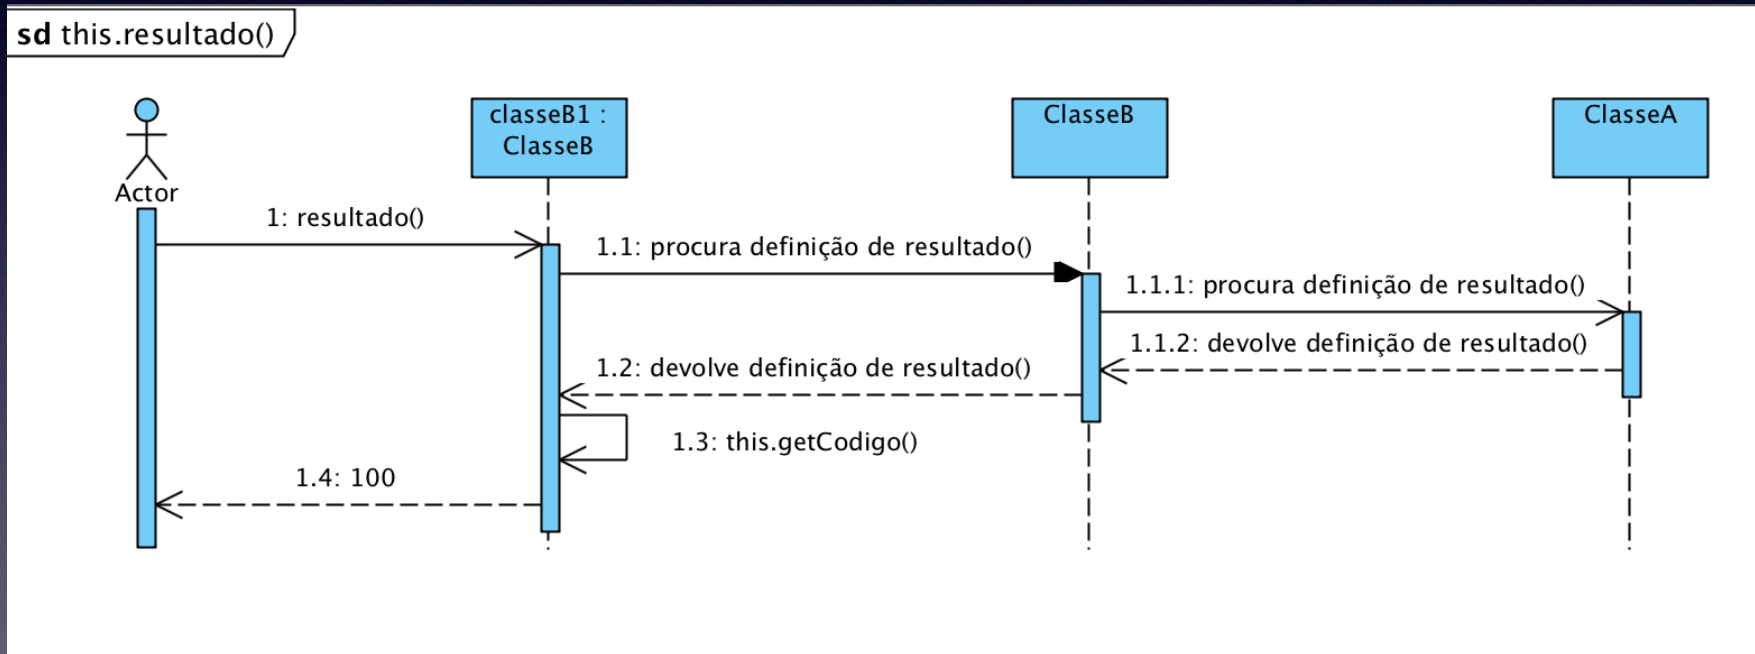 sd this.resultado()
Actor
classeB1 :
ClasseB
ClasseB
ClasseA
1: resultado()
1.1: procura definição de resultado()
1.1.1: procura definição de resultado()
1.1.2: devolve definição de resultado()
1.2: devolve definição de resultado()
1.3: this.getCodigo()
1.4: 100